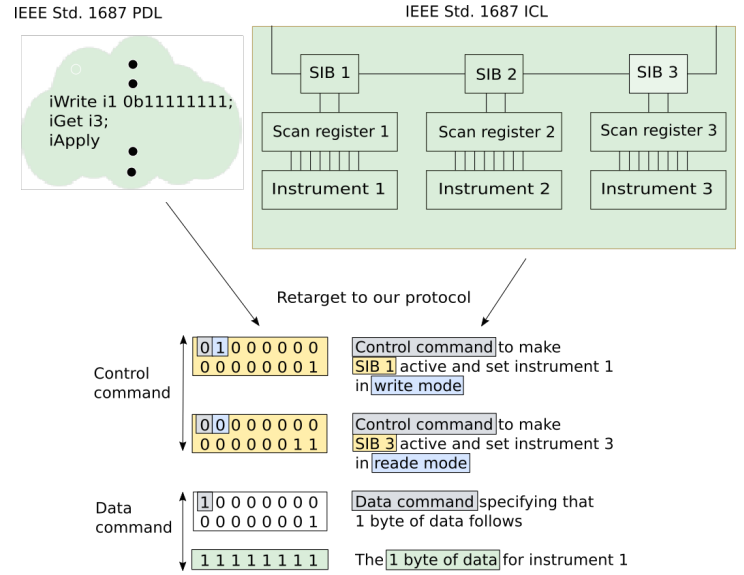 IEEE Std. 1687 PDL
IEEE Std. 1687 ICL
iWrite i1 0b11111111;
iGet i3;
iApply
SIB 1
SIB 2
SIB 3
Scan register 1
Scan register 2
Scan register 3
Instrument 1
Instrument 2
Instrument 3
Retarget to our protocol
Control
command
0 1 0 0 0 0 0 0
0 0 0 0 0 0 0 1
Control command to make
SIB 1 active and set instrument 1
in write mode
0 0 0 0 0 0 0 0
0 0 0 0 0 0 1 1
Control command to make
SIB 3 active and set instrument 3
in reade mode
Data
command
1 0 0 0 0 0 0 0
0 0 0 0 0 0 0 1
Data command specifying that
1 byte of data follows
1 1 1 1 1 1 1 1
The 1 byte of data for instrument 1